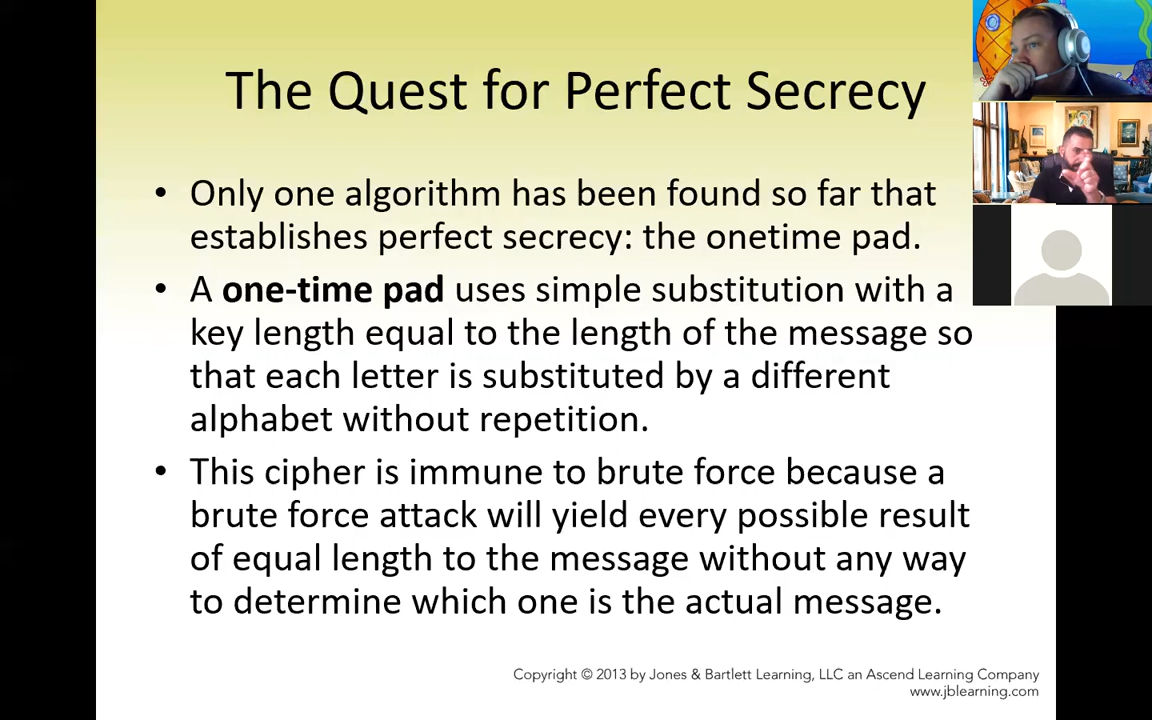 The Quest for Perfect Secrecy
• Only one algorithm has been found so far that
establishes perfect secrecy: the onetime pad.
• A one-time pad uses simple substitution with a
key length equal to the length of the message so
that each letter is substituted by a different
alphabet without repetition.
• This cipher is immune to brute force because a
brute force attack will yield every possible result
of equal length to the message without any way
to determine which one is the actual message.
Copyright © 2013 by Jones & Bartlett Learning, LLC an Ascend Learning Company
www.jblearning.com